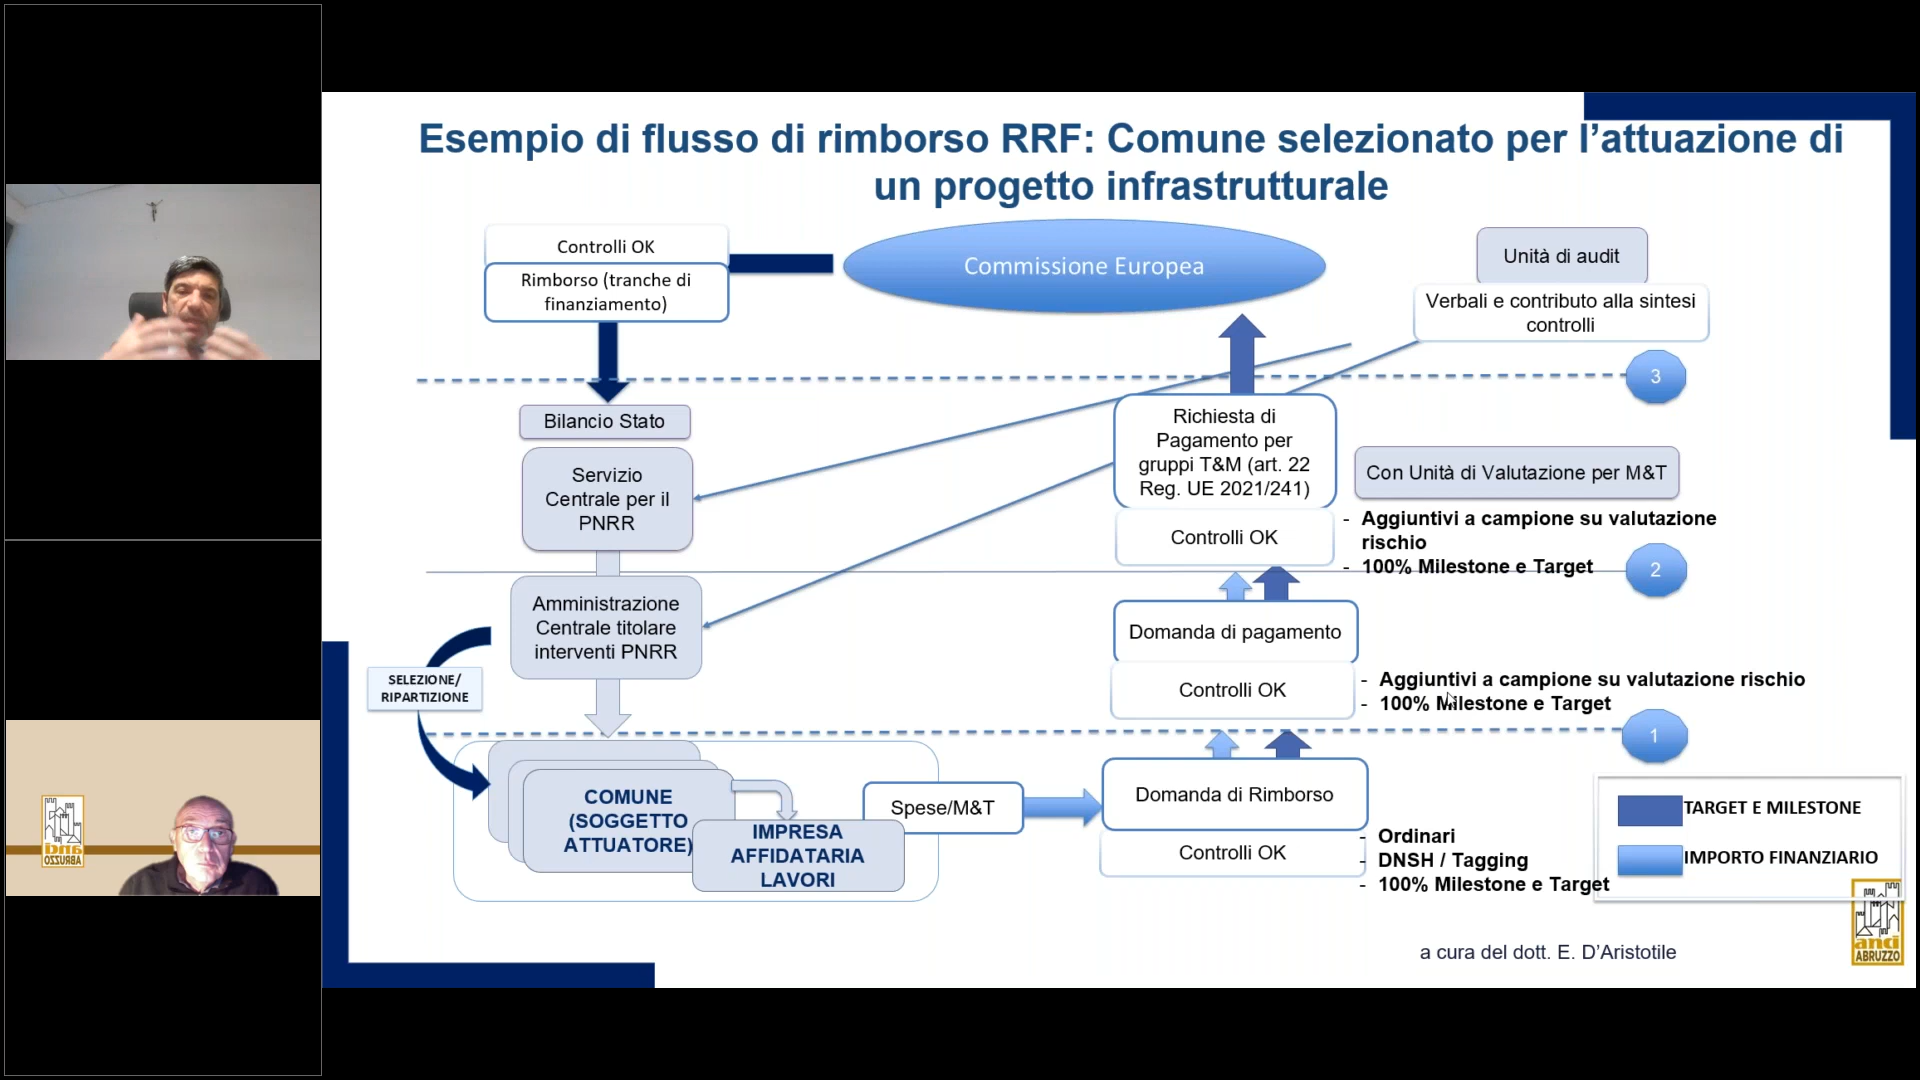 Esempio di flusso di rimborso RRF: Comune selezionato per l’attuazione di
un progetto infrastrutturale
Controlli OK
Rimborso (tranche di
finanziamento)
Commissione Europea
Unità di audit
Verbali e contributo alla sintesi
controlli
3
Bilancio Stato
Servizio
Centrale per il
PNRR
Richiesta di
Pagamento per
gruppi T&M (art. 22
Reg. UE 2021/241)
Controlli OK
Con Unità di Valutazione per M&T
- Aggiuntivi a campione su valutazione
rischio
- 100% Milestone e Target
2
Amministrazione
Centrale titolare
interventi PNRR
Domanda di pagamento
Controlli OK
- Aggiuntivi a campione su valutazione rischio
- 100% Milestone e Target
SELEZIONE/
RIPARTIZIONE
1
COMUNE
(SOGGETTO
ATTUATORE)
IMPRESA
AFFIDATARIA
LAVORI
Spese/M&T
Domanda di Rimborso
Controlli OK
- Ordinari
- DNSH / Tagging
- 100% Milestone e Target
TARGET E MILESTONE
IMPORTO FINANZIARIO
a cura del dott. E. D’Aristotile
anci
ABRUZZO
anci
ABRUZZO